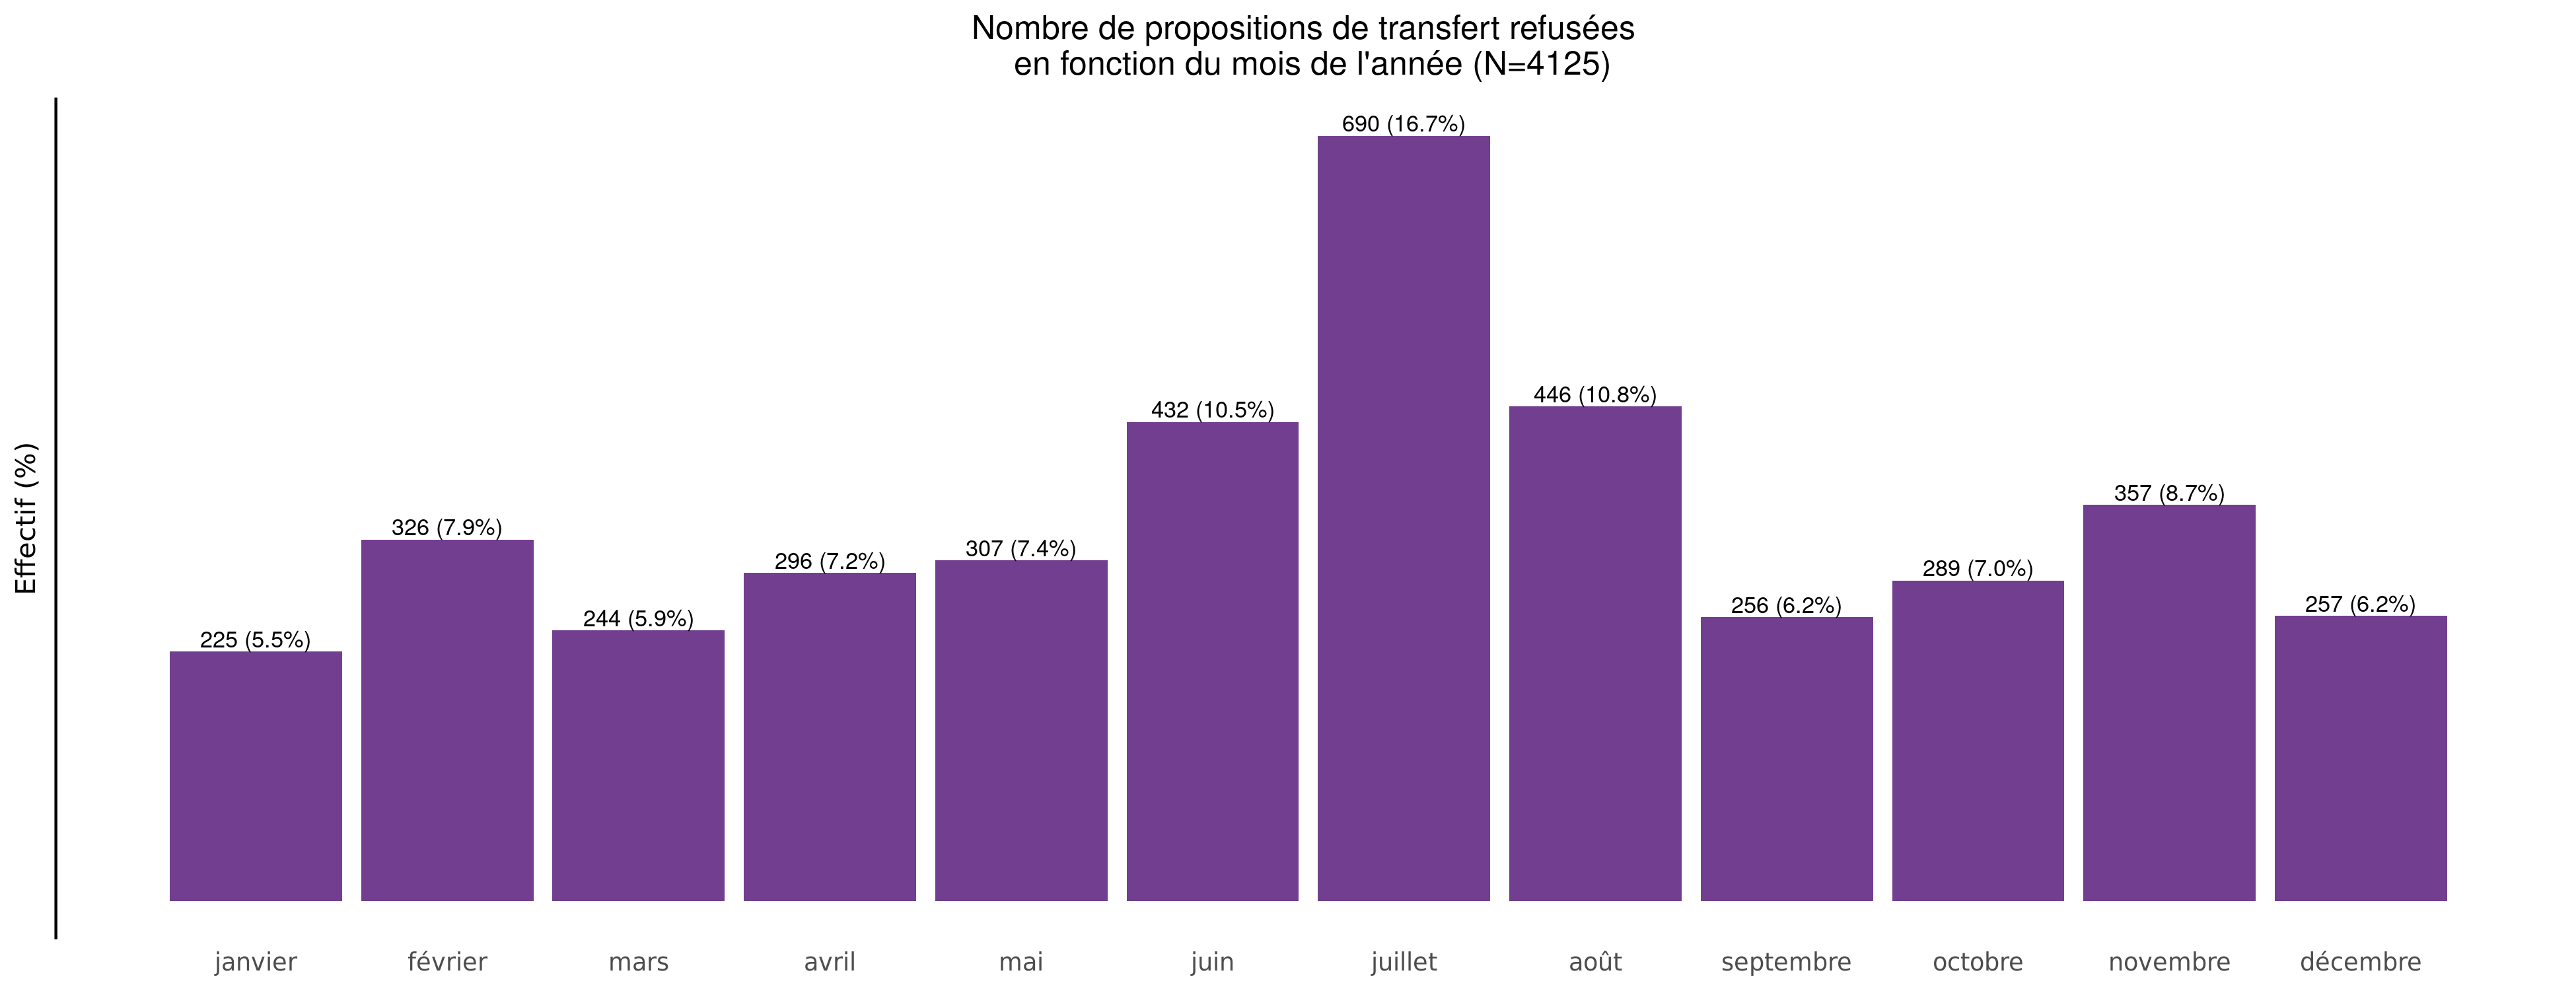 Nombre de propositions de transfert refusées
en fonction du mois de l'année (N=4125)
Effectif (%)
225 (5.5%)
326 (7.9%)
244 (5.9%)
296 (7.2%)
307 (7.4%)
432 (10.5%)
690 (16.7%)
446 (10.8%)
256 (6.2%)
289 (7.0%)
357 (8.7%)
257 (6.2%)
janvier
février
mars
avril
mai
juin
juillet
août
septembre
octobre
novembre
décembre